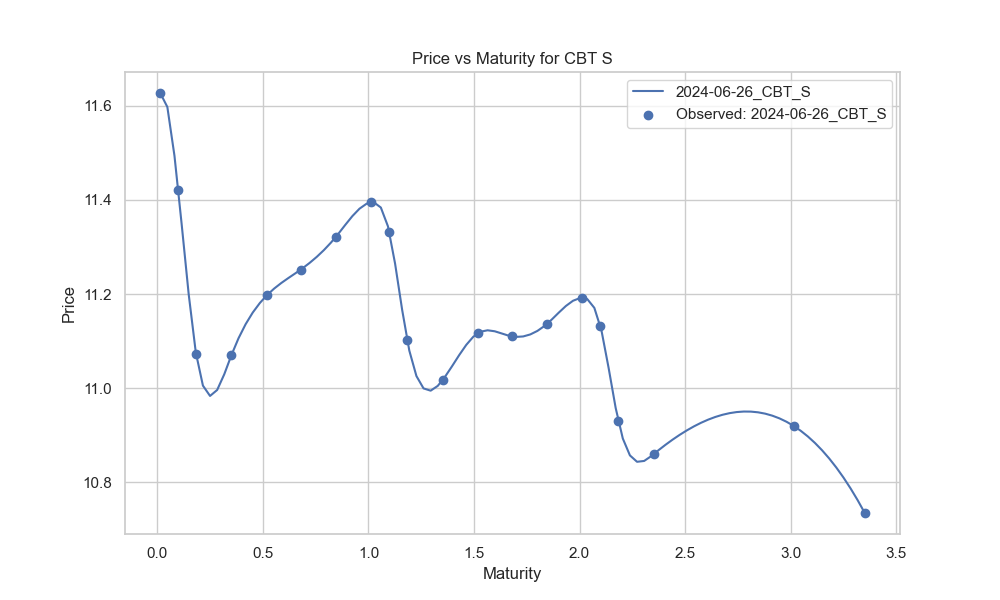 Price vs Maturity for CBT S
2024-06-26_CBT_S
Observed: 2024-06-26_CBT_S
Price
11.6
11.4
11.2
11.0
10.8
0.0 0.5 1.0 1.5 2.0 2.5 3.0 3.5
Maturity